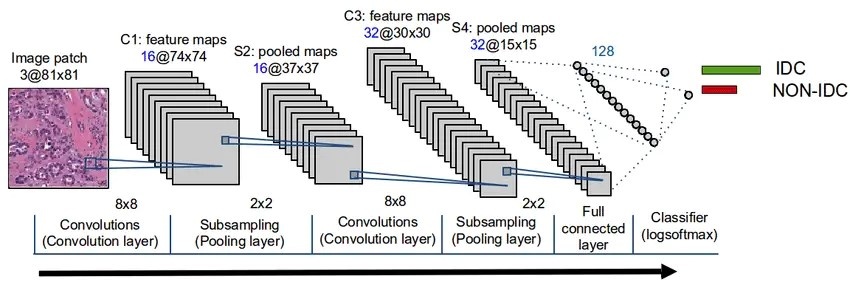 Image patch
3@81x81
C1: feature maps
16@74x74
S2: pooled maps
16@37x37
C3: feature maps
32@30x30
S4: pooled maps
32@15x15
128
IDC
NON-IDC
8x8
2x2
8x8
2x2
Convolutions
(Convolution layer)
Subsampling
(Pooling layer)
Convolutions
(Convolution layer)
Subsampling
(Pooling layer)
Full
connected
layer
Classifier
(logsoftmax)